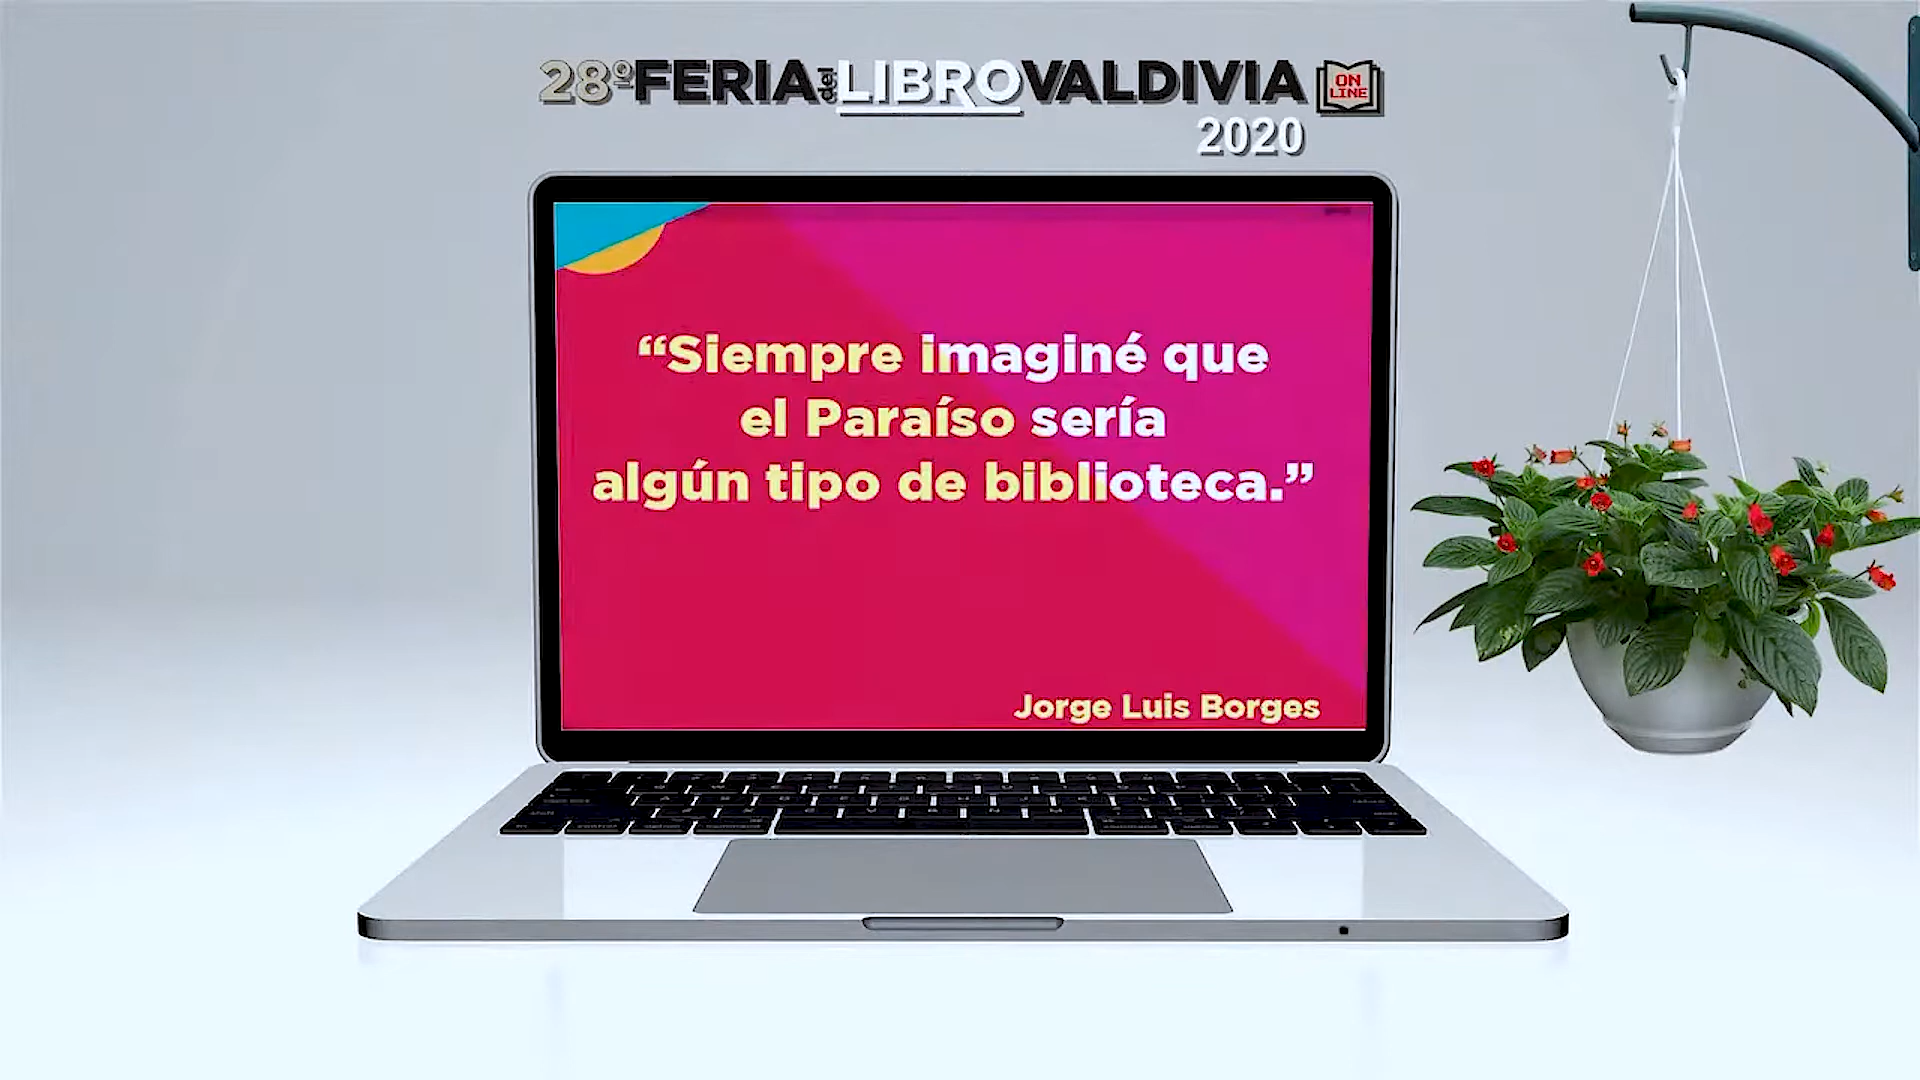 28º FERIA del LIBRO VALDIVIA ON LINE
2020
“Siempre imaginé que
el Paraíso sería
algún tipo de biblioteca.”
Jorge Luis Borges